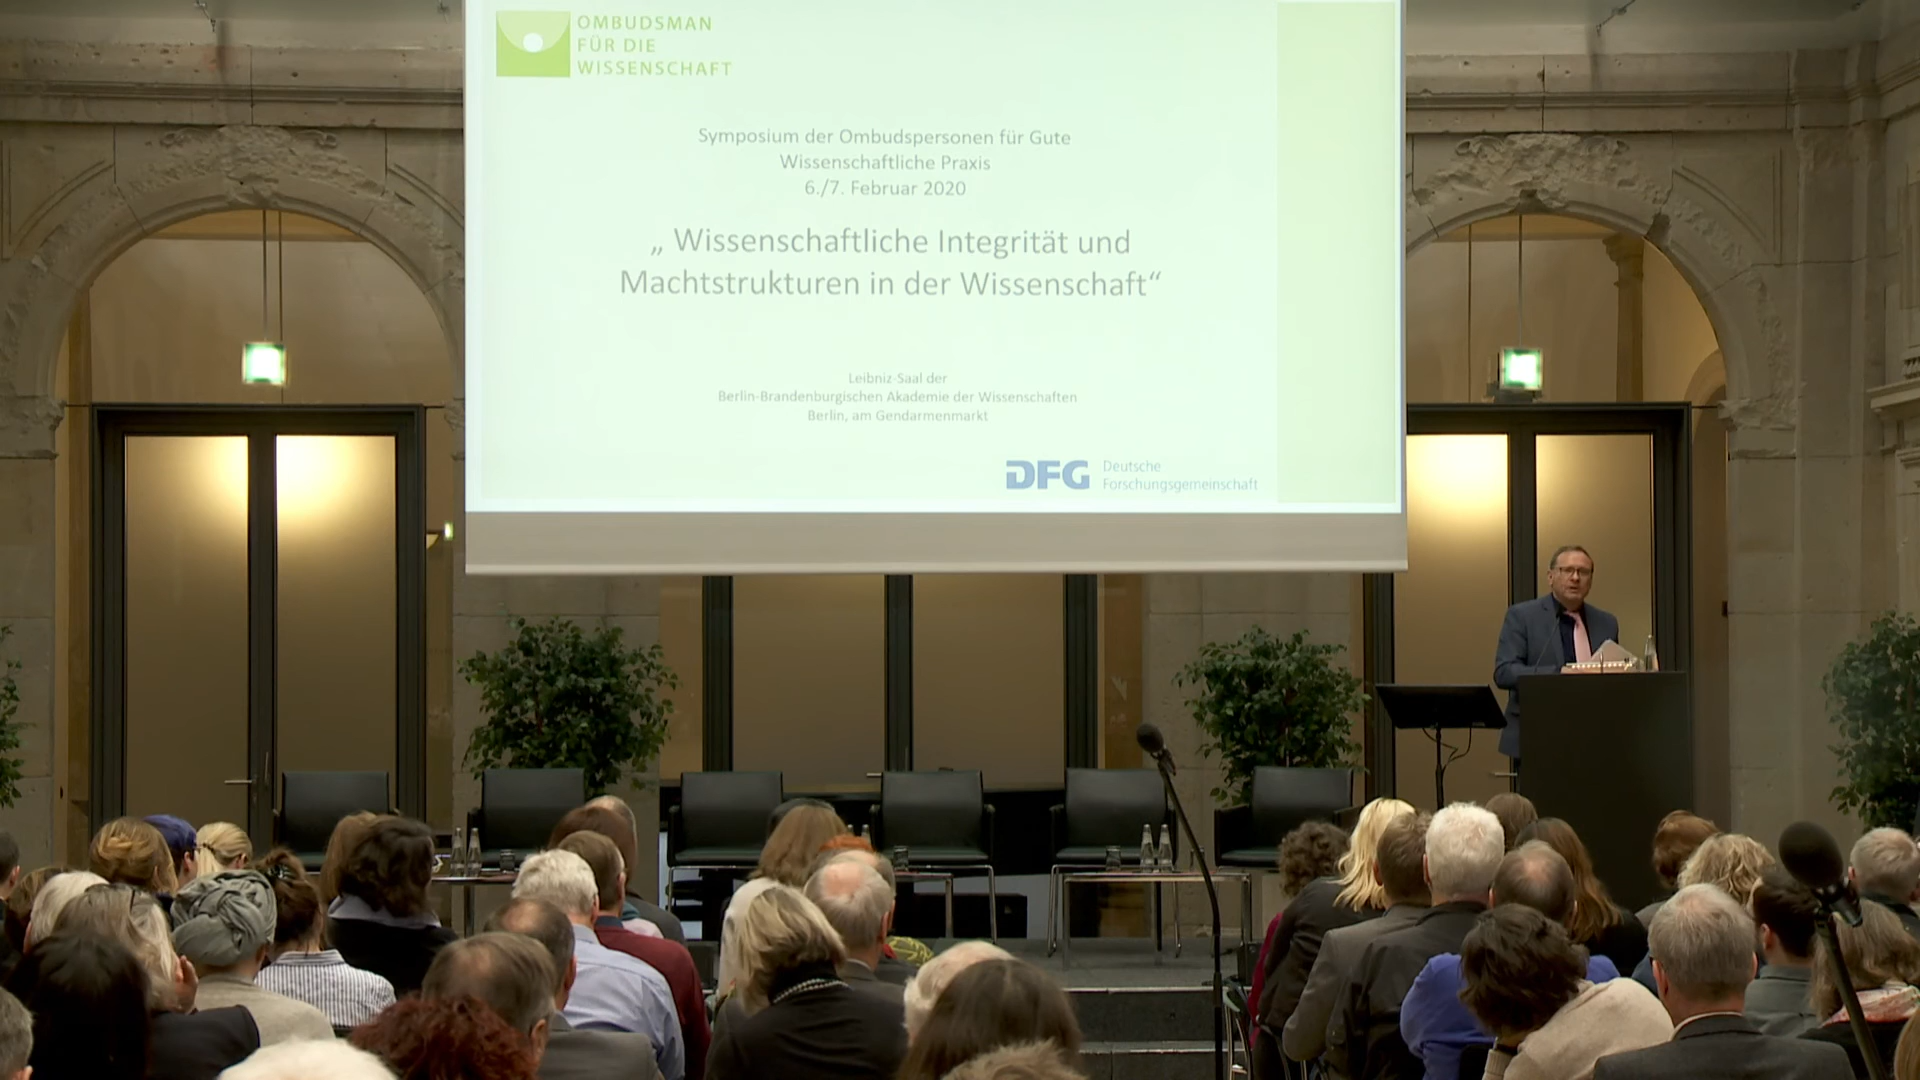 OMBUDSMAN
FÜR DIE
WISSENSCHAFT
Symposium der Ombudspersonen für Gute
Wissenschaftliche Praxis
6./7. Februar 2020
„ Wissenschaftliche Integrität und
Machtstrukturen in der Wissenschaft“
Leibniz-Saal der
Berlin-Brandenburgischen Akademie der Wissenschaften
Berlin, am Gendarmenmarkt
DFG Deutsche
Forschungsgemeinschaft